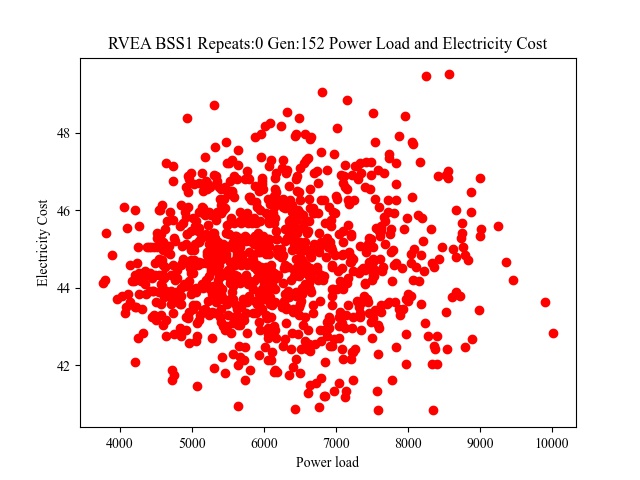 RVEA BSS1 Repeats:0 Gen:152 Power Load and Electricity Cost
48
46
44
42
Electricity Cost
4000 5000 6000 7000 8000 9000 10000
Power load